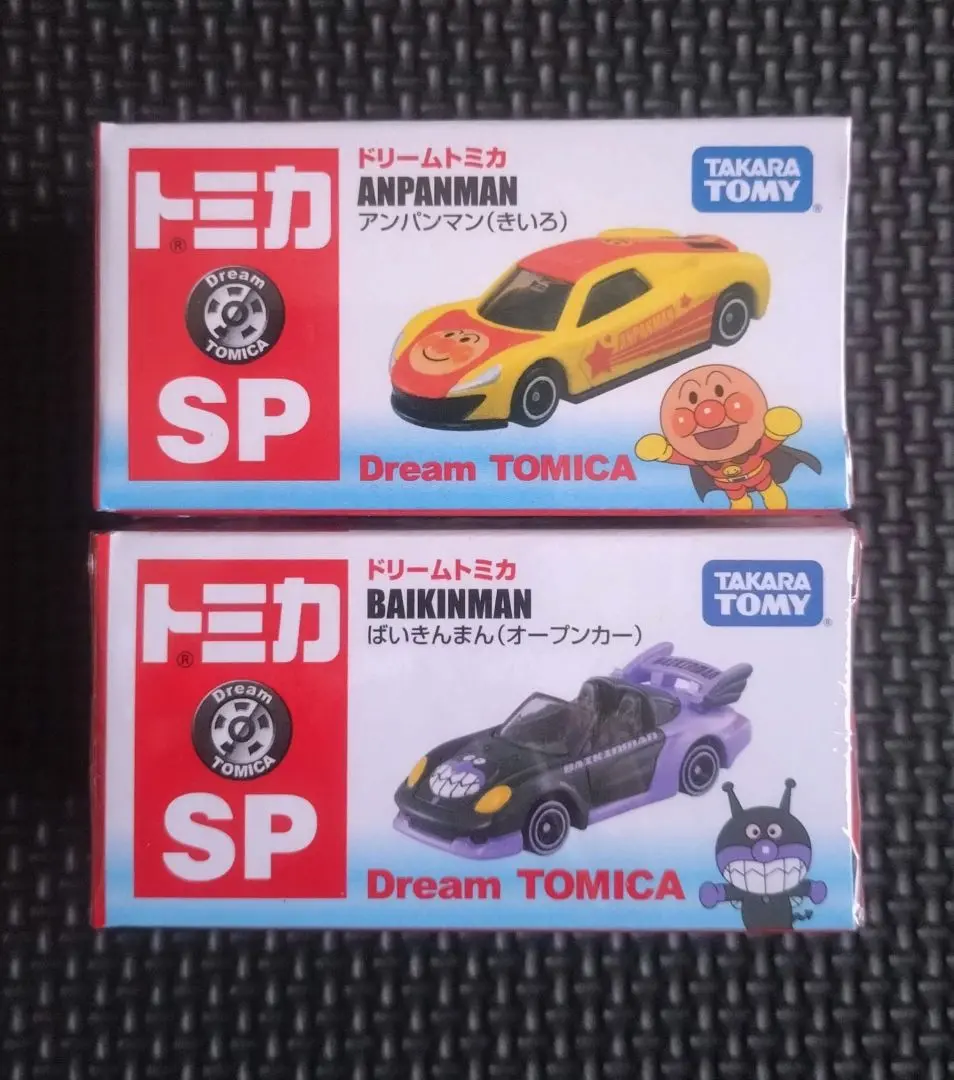 トミカ
®
Dream
TOMICA
SP
ドリームトミカ
ANPANMAN
アンパンマン(きいろ)
TAKARA
TOMY
®
ANPANMAN
Dream TOMICA
トミカ
®
Dream
TOMICA
SP
ドリームトミカ
BAIKINMAN
ばいきんまん(オープンカー)
TAKARA
TOMY
®
BAIKINMAN
BAIKINMAN
Dream TOMICA